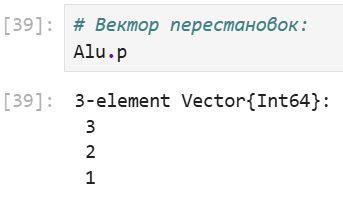 [39]: # Вектор перестановок:
Alu.p
[39]: 3-element Vector{Int64}:
3
2
1